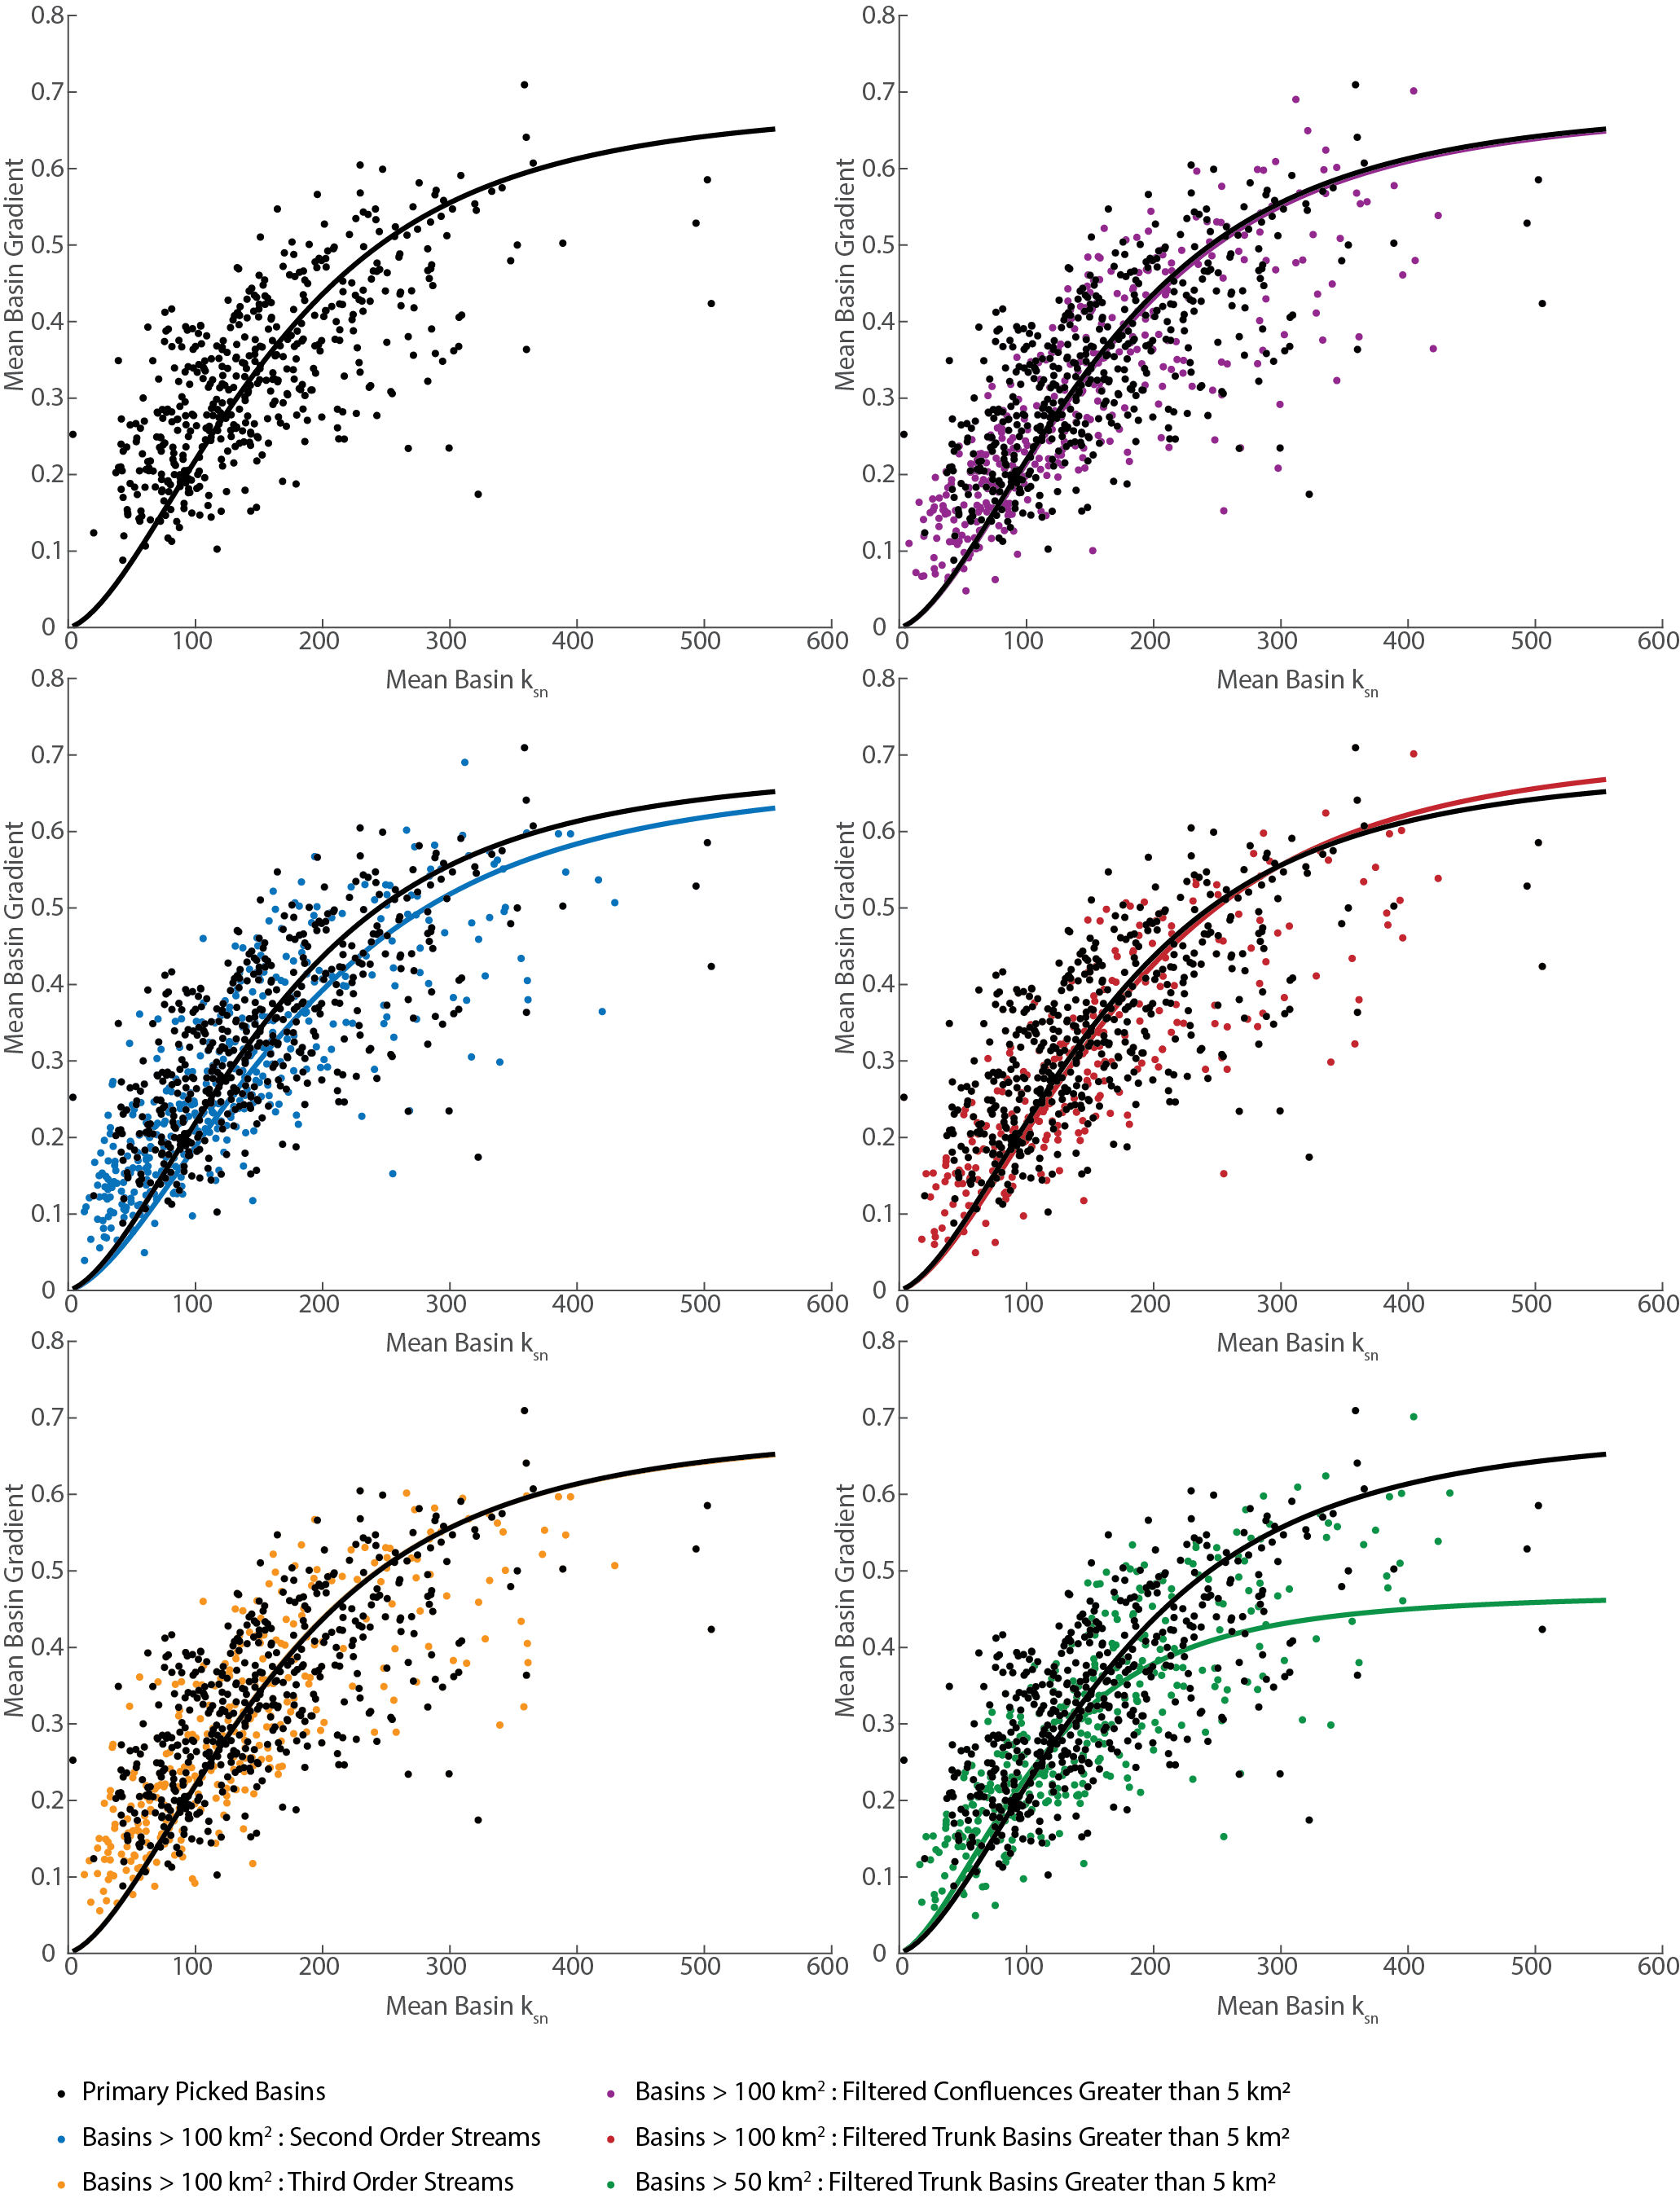 0.8
0.7
0.6
0.5
0.4
0.3
0.2
0.1
0
Mean Basin Gradient
0 100 200 300 400 500 600
Mean Basin ksn
0.8
0.7
0.6
0.5
0.4
0.3
0.2
0.1
0
Mean Basin Gradient
0 100 200 300 400 500 600
Mean Basin ksn
0.8
0.7
0.6
0.5
0.4
0.3
0.2
0.1
0
Mean Basin Gradient
0 100 200 300 400 500 600
Mean Basin ksn
0.8
0.7
0.6
0.5
0.4
0.3
0.2
0.1
0
Mean Basin Gradient
0 100 200 300 400 500 600
Mean Basin ksn
0.8
0.7
0.6
0.5
0.4
0.3
0.2
0.1
0
Mean Basin Gradient
0 100 200 300 400 500 600
Mean Basin ksn
0.8
0.7
0.6
0.5
0.4
0.3
0.2
0.1
0
Mean Basin Gradient
0 100 200 300 400 500 600
Mean Basin ksn
Primary Picked Basins
Basins > 100 km² : Second Order Streams
Basins > 100 km² : Third Order Streams
Basins > 100 km² : Filtered Confluences Greater than 5 km²
Basins > 100 km² : Filtered Trunk Basins Greater than 5 km²
Basins > 50 km² : Filtered Trunk Basins Greater than 5 km²